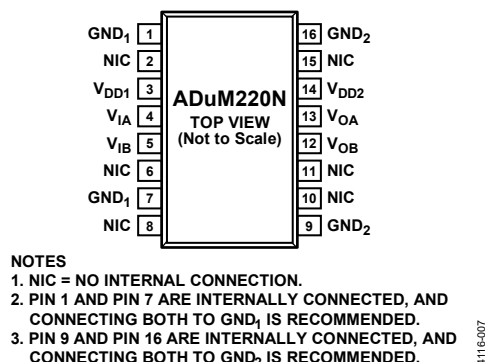 GND1 1
NIC 2
VDD1 3
VIA 4
VIB 5
NIC 6
GND1 7
NIC 8
ADuM220N
TOP VIEW
(Not to Scale)
16 GND2
15 NIC
14 VDD2
13 VOA
12 VOB
11 NIC
10 NIC
9 GND2
NOTES
1. NIC = NO INTERNAL CONNECTION.
2. PIN 1 AND PIN 7 ARE INTERNALLY CONNECTED, AND
CONNECTING BOTH TO GND1 IS RECOMMENDED.
3. PIN 9 AND PIN 16 ARE INTERNALLY CONNECTED, AND
CONNECTING BOTH TO GND2 IS RECOMMENDED.